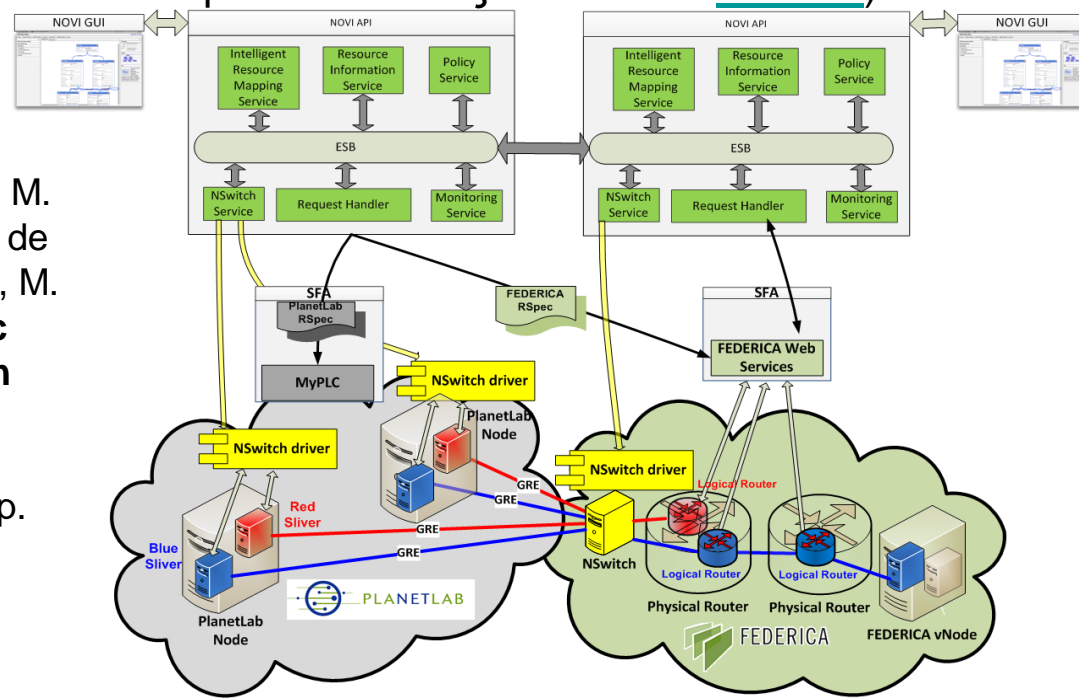 NOVI GUI
NOVI API
NOVI API
NOVI GUI
Intelligent
Resource
Mapping
Service
Resource
Information
Service
Policy
Service
Intelligent
Resource
Mapping
Service
Resource
Information
Service
Policy
Service
ESB
ESB
NSwitch
Service
Request Handler
Monitoring
Service
NSwitch
Service
Request Handler
Monitoring
Service
M.
de
, M.
c
n
p.
SFA
PlanetLab
RSpec
MyPLC
FEDERICA
RSpec
SFA
FEDERICA Web
Services
NSwitch driver
PlanetLab
Node
NSwitch driver
NSwitch driver
GRE
GRE
GRE
GRE
Red
Sliver
Blue
Sliver
PlanetLab
Node
PLANETLAB
NSwitch
Logical Router
Logical Router
Logical Router
Physical Router
Physical Router
FEDERICA vNode
FEDERICA